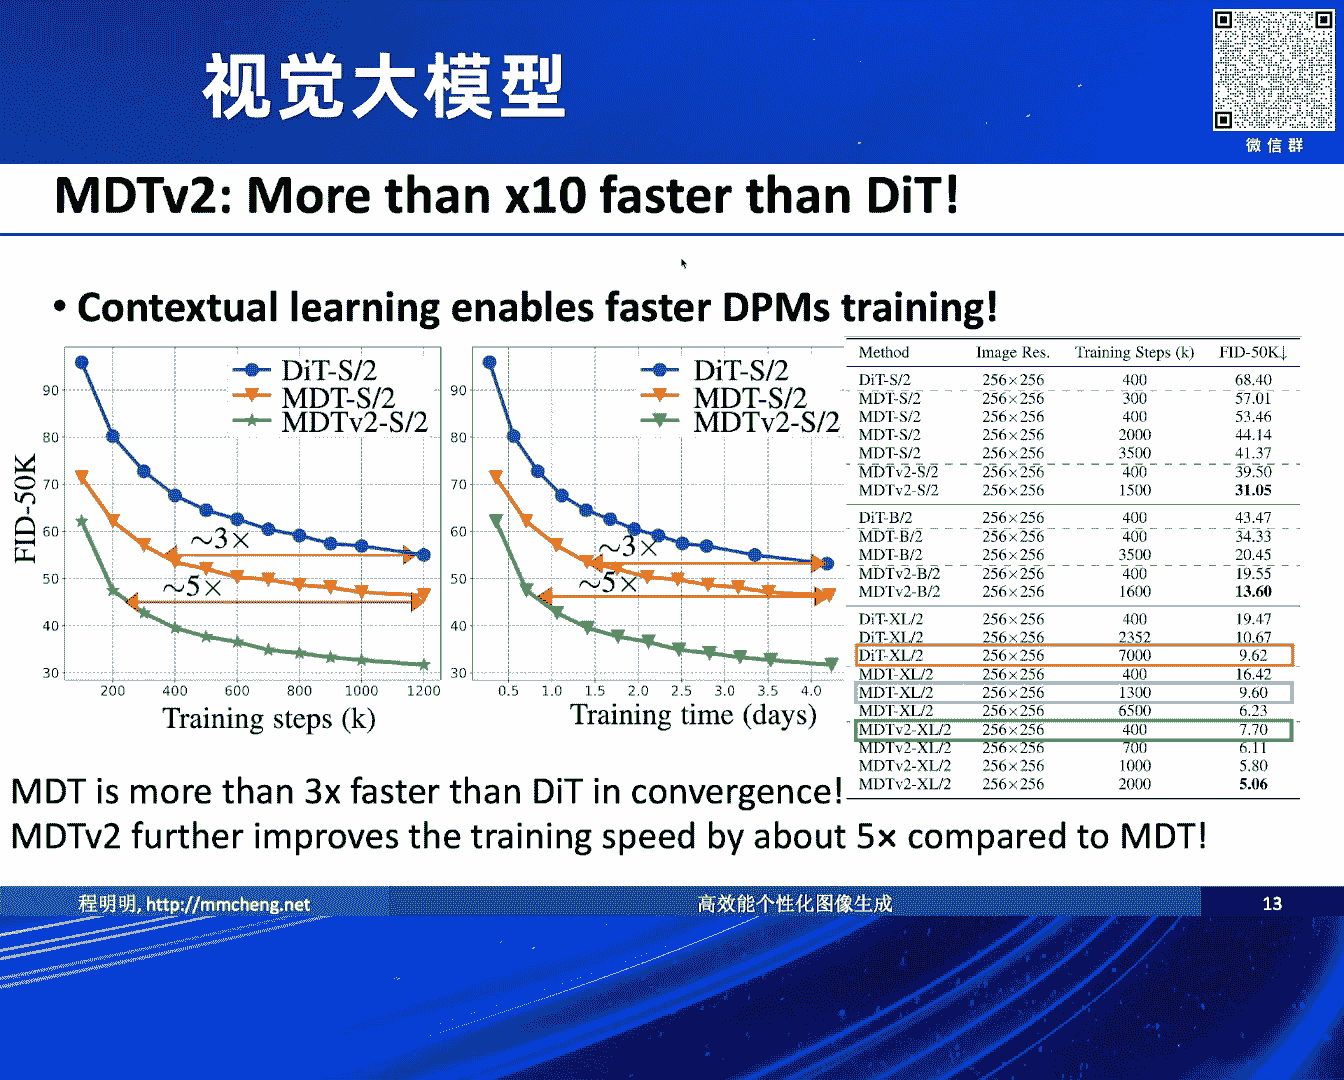 视觉大模型
微信群
MDTv2: More than x10 faster than DiT!
• Contextual learning enables faster DPMs training!
FID-50K
90
80
70
60
50
40
30
200 400 600 800 1000 1200
Training steps (k)
DiT-S/2
MDT-S/2
MDTv2-S/2
~3×
~5×
90
80
70
60
50
40
30
0.5 1.0 1.5 2.0 2.5 3.0 3.5 4.0
Training time (days)
DiT-S/2
MDT-S/2
MDTv2-S/2
~3×
~5×
Method Image Res. Training Steps (k) FID-50K↓
DiT-S/2 256×256 400 68.40
MDT-S/2 256×256 300 57.01
MDT-S/2 256×256 400 53.46
MDT-S/2 256×256 2000 44.14
MDT-S/2 256×256 3500 41.37
MDTv2-S/2 256×256 400 39.50
MDTv2-S/2 256×256 1500 31.05
DiT-B/2 256×256 400 43.47
MDT-B/2 256×256 400 34.33
MDT-B/2 256×256 3500 20.45
MDTv2-B/2 256×256 400 19.55
MDTv2-B/2 256×256 1600 13.60
DiT-XL/2 256×256 400 19.47
DiT-XL/2 256×256 2352 10.67
DiT-XL/2 256×256 7000 9.62
MDT-XL/2 256×256 400 16.42
MDT-XL/2 256×256 1300 9.60
MDT-XL/2 256×256 6500 6.23
MDTv2-XL/2 256×256 400 7.70
MDTv2-XL/2 256×256 700 6.11
MDTv2-XL/2 256×256 1000 5.80
MDTv2-XL/2 256×256 2000 5.06
MDT is more than 3x faster than DiT in convergence!
MDTv2 further improves the training speed by about 5× compared to MDT!
程明明, http://mmcheng.net
高效能个性化图像生成
13